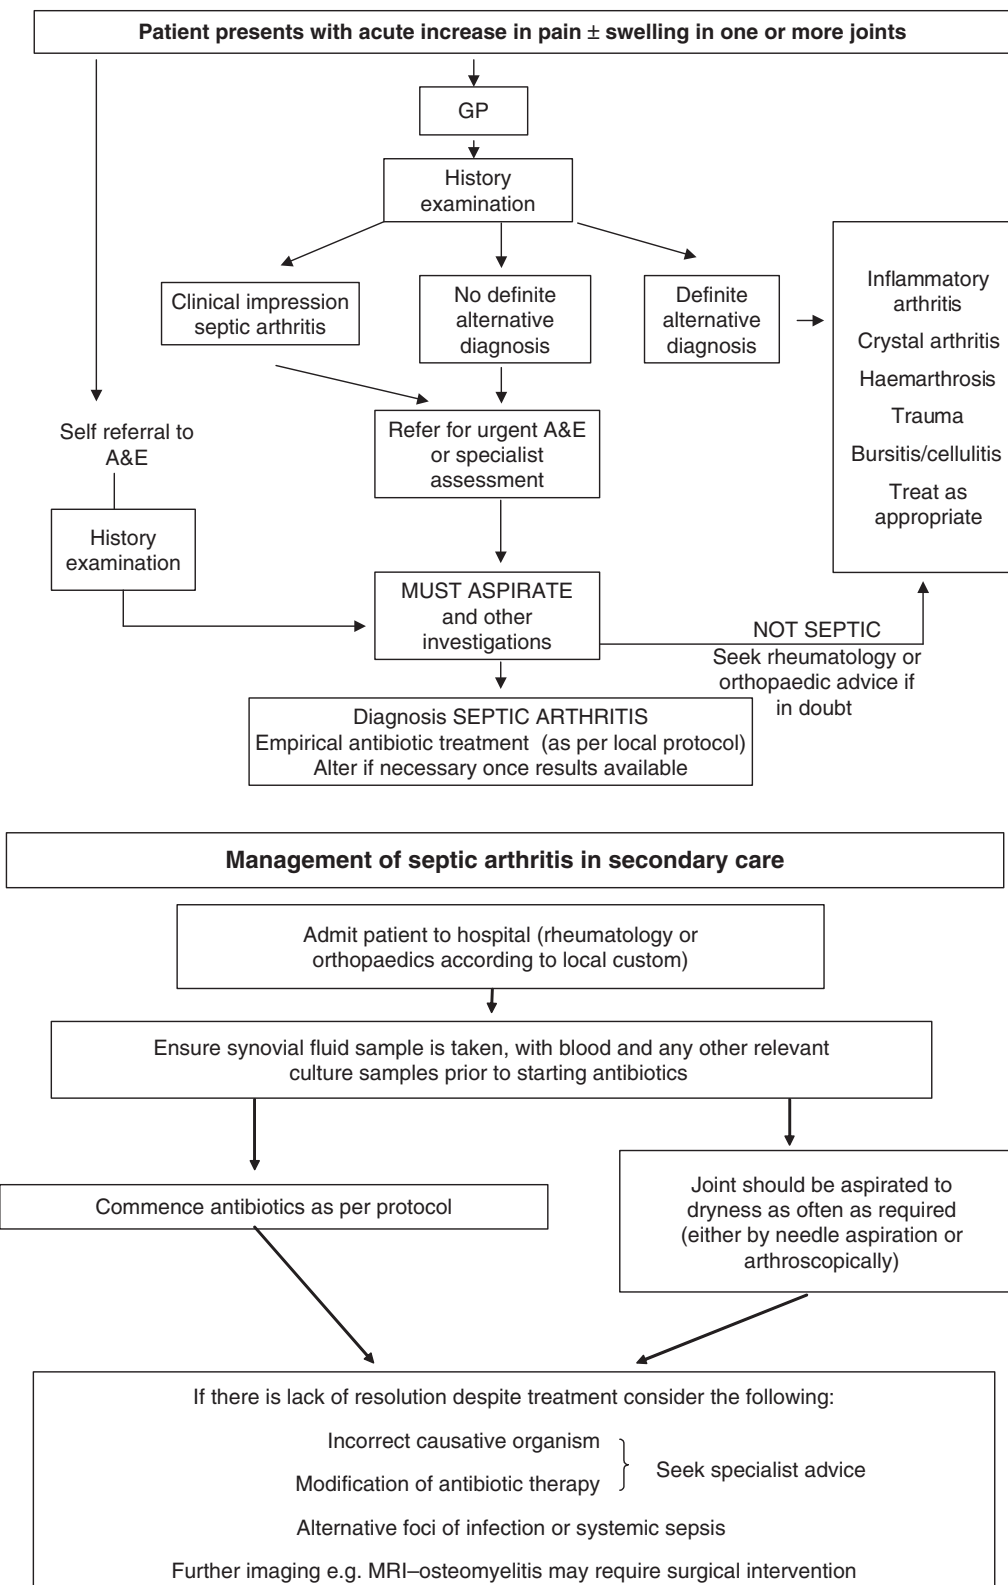 Patient presents with acute increase in pain ± swelling in one or more joints
GP
History
examination
Clinical impression
septic arthritis
No definite
alternative
diagnosis
Definite
alternative
diagnosis
Inflammatory
arthritis
Crystal arthritis
Haemarthrosis
Trauma
Bursitis/cellulitis
Treat as
appropriate
Self referral to
A&E
History
examination
Refer for urgent A&E
or specialist
assessment
MUST ASPIRATE
and other
investigations
NOT SEPTIC
Seek rheumatology or
orthopaedic advice if
in doubt
Diagnosis SEPTIC ARTHRITIS
Empirical antibiotic treatment (as per local protocol)
Alter if necessary once results available
Management of septic arthritis in secondary care
Admit patient to hospital (rheumatology or
orthopaedics according to local custom)
Ensure synovial fluid sample is taken, with blood and any other relevant
culture samples prior to starting antibiotics
Commence antibiotics as per protocol
Joint should be aspirated to
dryness as often as required
(either by needle aspiration or
arthroscopically)
If there is lack of resolution despite treatment consider the following:
Incorrect causative organism
Modification of antibiotic therapy
Seek specialist advice
Alternative foci of infection or systemic sepsis
Further imaging e.g. MRI–osteomyelitis may require surgical intervention